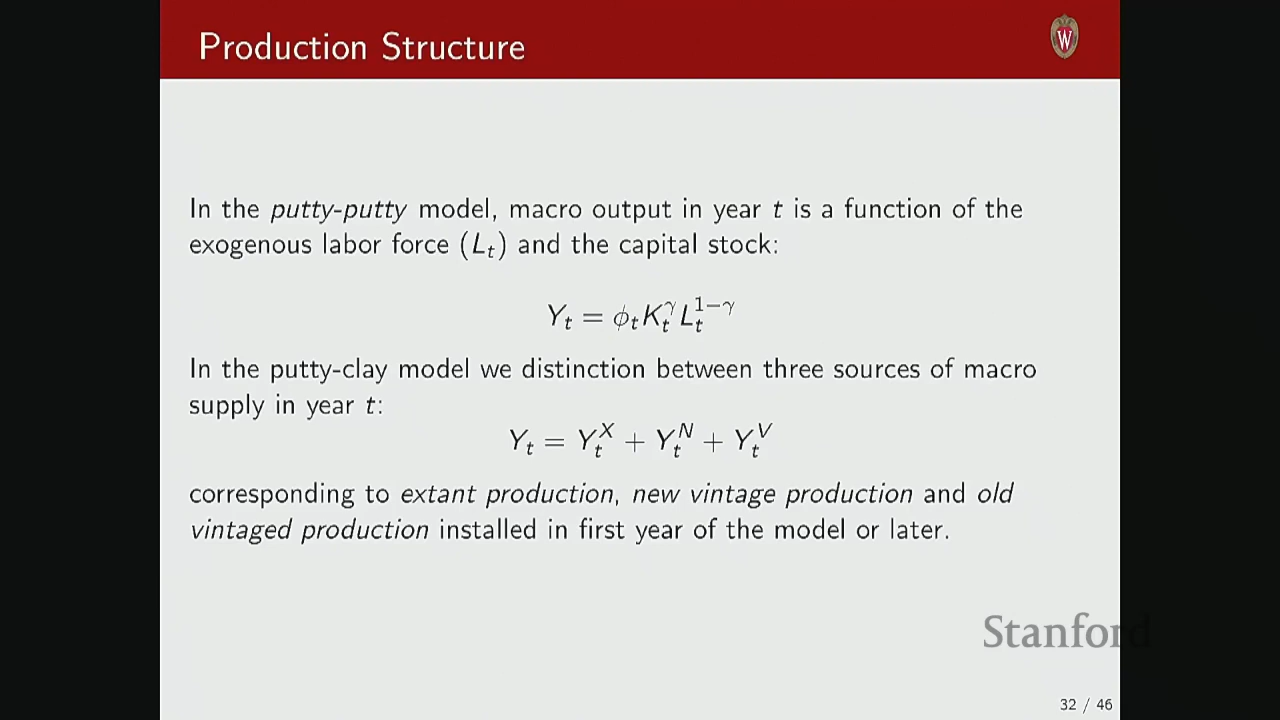 Production Structure
W
In the putty-putty model, macro output in year t is a function of the
exogenous labor force (L_t) and the capital stock:
Y_t = ϕ_t K_t^γ L_t^{1−γ}
In the putty-clay model we distinction between three sources of macro
supply in year t:
Y_t = Y_t^X + Y_t^N + Y_t^V
corresponding to extant production, new vintage production and old
vintaged production installed in first year of the model or later.
Stanford
32 / 46